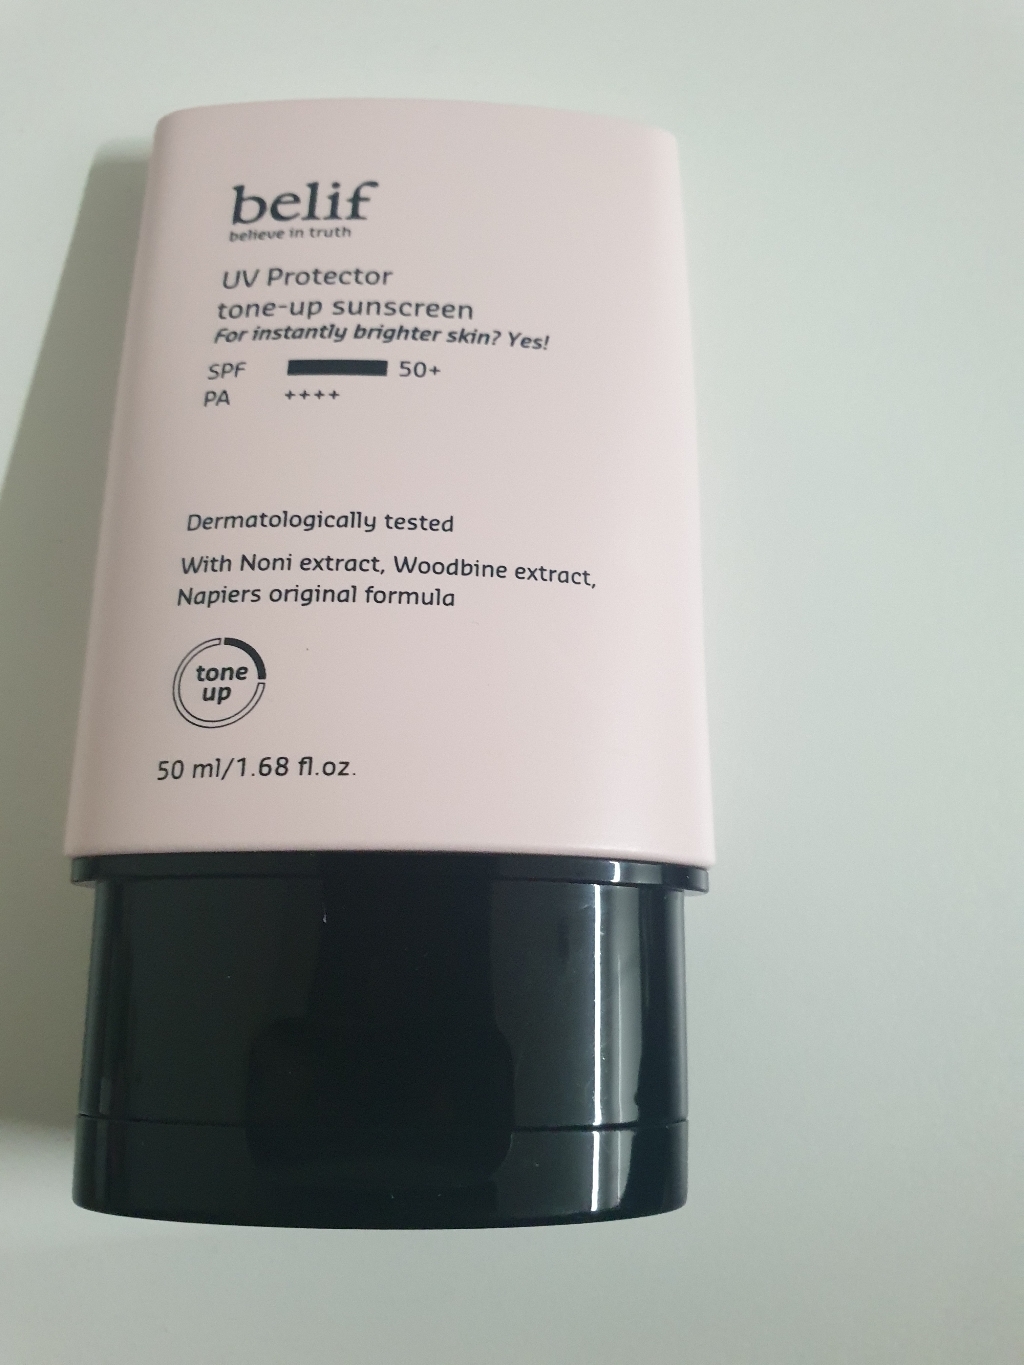 belif
believe in truth
UV Protector
tone-up sunscreen
For instantly brighter skin? Yes!
SPF 50+
PA ++++
Dermatologically tested
With Noni extract, Woodbine extract,
Napiers original formula
tone
up
50 ml/1.68 fl.oz.